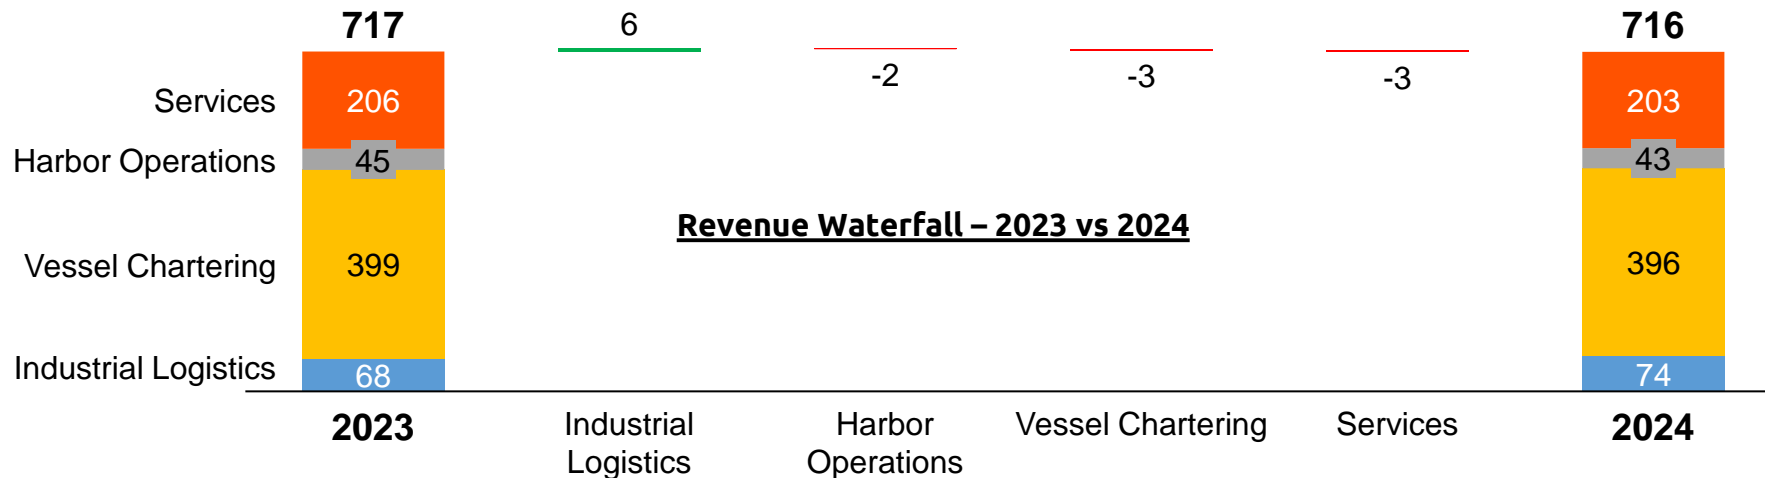 717
6
716
-2
-3
-3
Services
206
203
Harbor Operations
45
43
Revenue Waterfall – 2023 vs 2024
Vessel Chartering
399
396
Industrial Logistics
68
74
2023
Industrial
Logistics
Harbor
Operations
Vessel Chartering
Services
2024